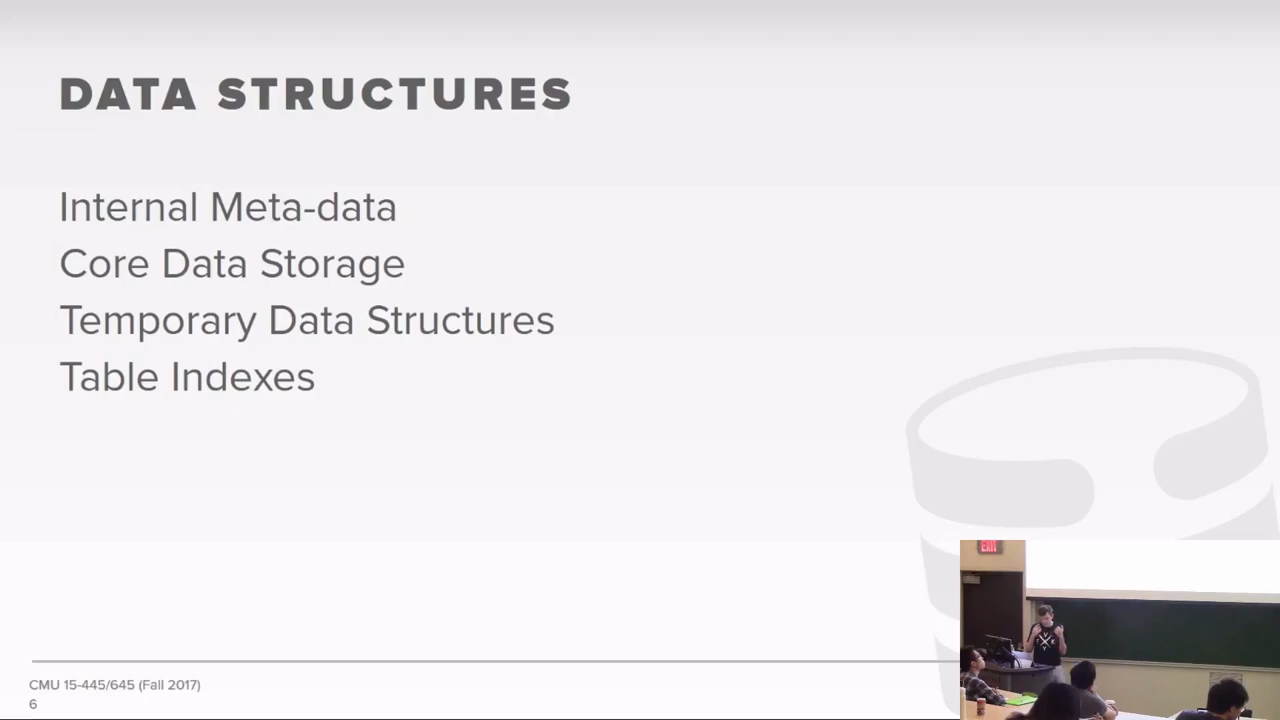 DATA STRUCTURES
Internal Meta-data
Core Data Storage
Temporary Data Structures
Table Indexes
CMU 15-445/645 (Fall 2017)
6
EXIT